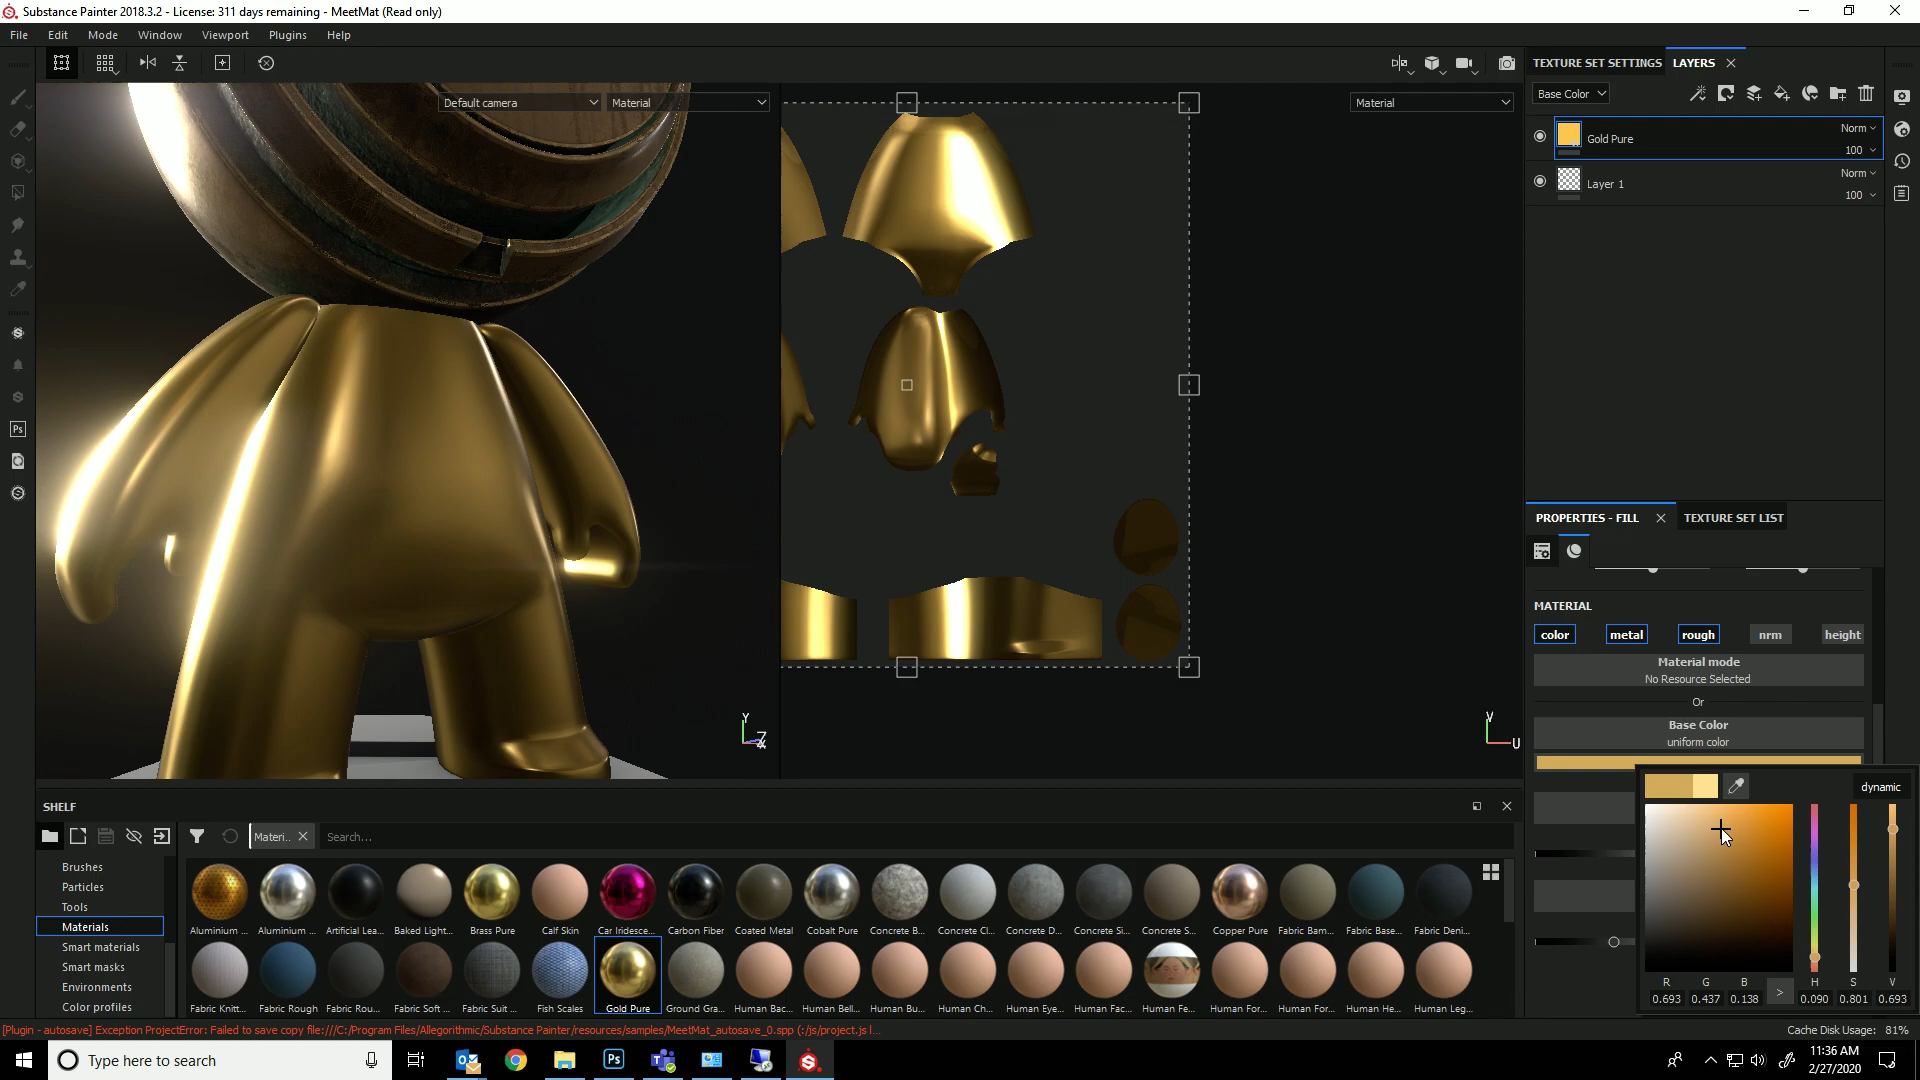 Substance Painter 2018.3.2 - License: 311 days remaining - MeetMat (Read only)
File Edit Mode Window Viewport Plugins Help
Default camera Material Material
TEXTURE SET SETTINGS LAYERS
Base Color
Gold Pure Norm 100
Layer 1 Norm 100
PROPERTIES - FILL TEXTURE SET LIST
MATERIAL
color metal rough nrm height
Material mode
No Resource Selected
Or
Base Color
uniform color
dynamic
R G B H S V
0.693 0.437 0.138 > 0.090 0.801 0.693
Y Z X
V U
SHELF
Materi.. Search...
Brushes
Particles
Tools
Materials
Smart materials
Smart masks
Environments
Color profiles
Aluminium ... Aluminium ... Artificial Lea... Baked Light... Brass Pure Calf Skin Car Iridesce... Carbon Fiber Coated Metal Cobalt Pure Concrete B... Concrete Cl... Concrete D... Concrete Si... Concrete S... Copper Pure Fabric Bam... Fabric Base... Fabric Deni...
Fabric Knitt... Fabric Rough Fabric Rou... Fabric Soft ... Fabric Suit ... Fish Scales Gold Pure Ground Gra... Human Bac... Human Bell... Human Bu... Human Ch... Human Eye... Human Fac... Human Fe... Human For... Human For... Human He... Human Leg...
[Plugin - autosave] Exception ProjectError: Failed to save copy file:///C:/Program Files/Allegorithmic/Substance Painter/resources/samples/MeetMat_autosave_0.spp (:/js/project.js l...
Cache Disk Usage: 81%
Type here to search
Ps
11:36 AM
2/27/2020